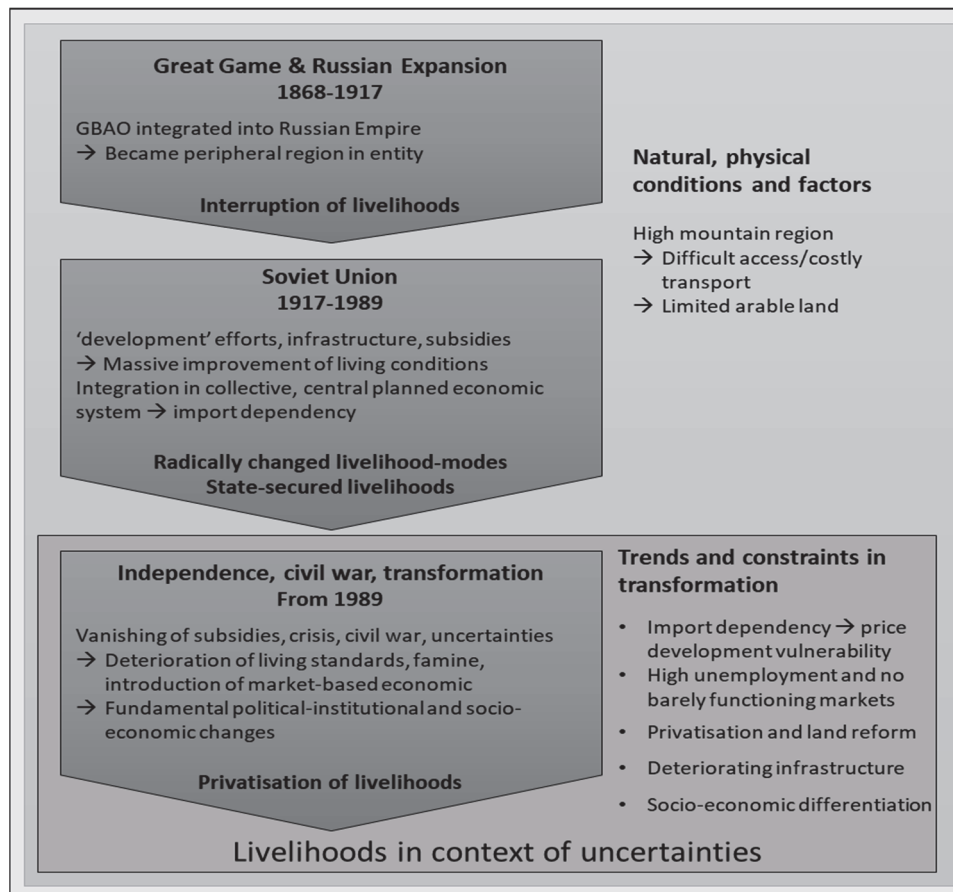 Great Game & Russian Expansion
1868-1917
GBAO integrated into Russian Empire
→ Became peripheral region in entity
Interruption of livelihoods
Soviet Union
1917-1989
‘development’ efforts, infrastructure, subsidies
→ Massive improvement of living conditions
Integration in collective, central planned economic
system → import dependency
Radically changed livelihood-modes
State-secured livelihoods
Natural, physical
conditions and factors
High mountain region
→ Difficult access/costly
transport
→ Limited arable land
Independence, civil war, transformation
From 1989
Vanishing of subsidies, crisis, civil war, uncertainties
→ Deterioration of living standards, famine,
introduction of market-based economic
→ Fundamental political-institutional and socio-
economic changes
Privatisation of livelihoods
Trends and constraints in
transformation
• Import dependency → price
development vulnerability
• High unemployment and no
barely functioning markets
• Privatisation and land reform
• Deteriorating infrastructure
• Socio-economic differentiation
Livelihoods in context of uncertainties